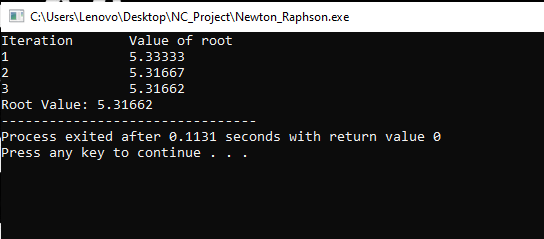 C:\Users\Lenovo\Desktop\NC_Project\Newton_Raphson.exe
Iteration Value of root
1 5.33333
2 5.31667
3 5.31662
Root Value: 5.31662
--------------------------------
Process exited after 0.1131 seconds with return value 0
Press any key to continue . . .